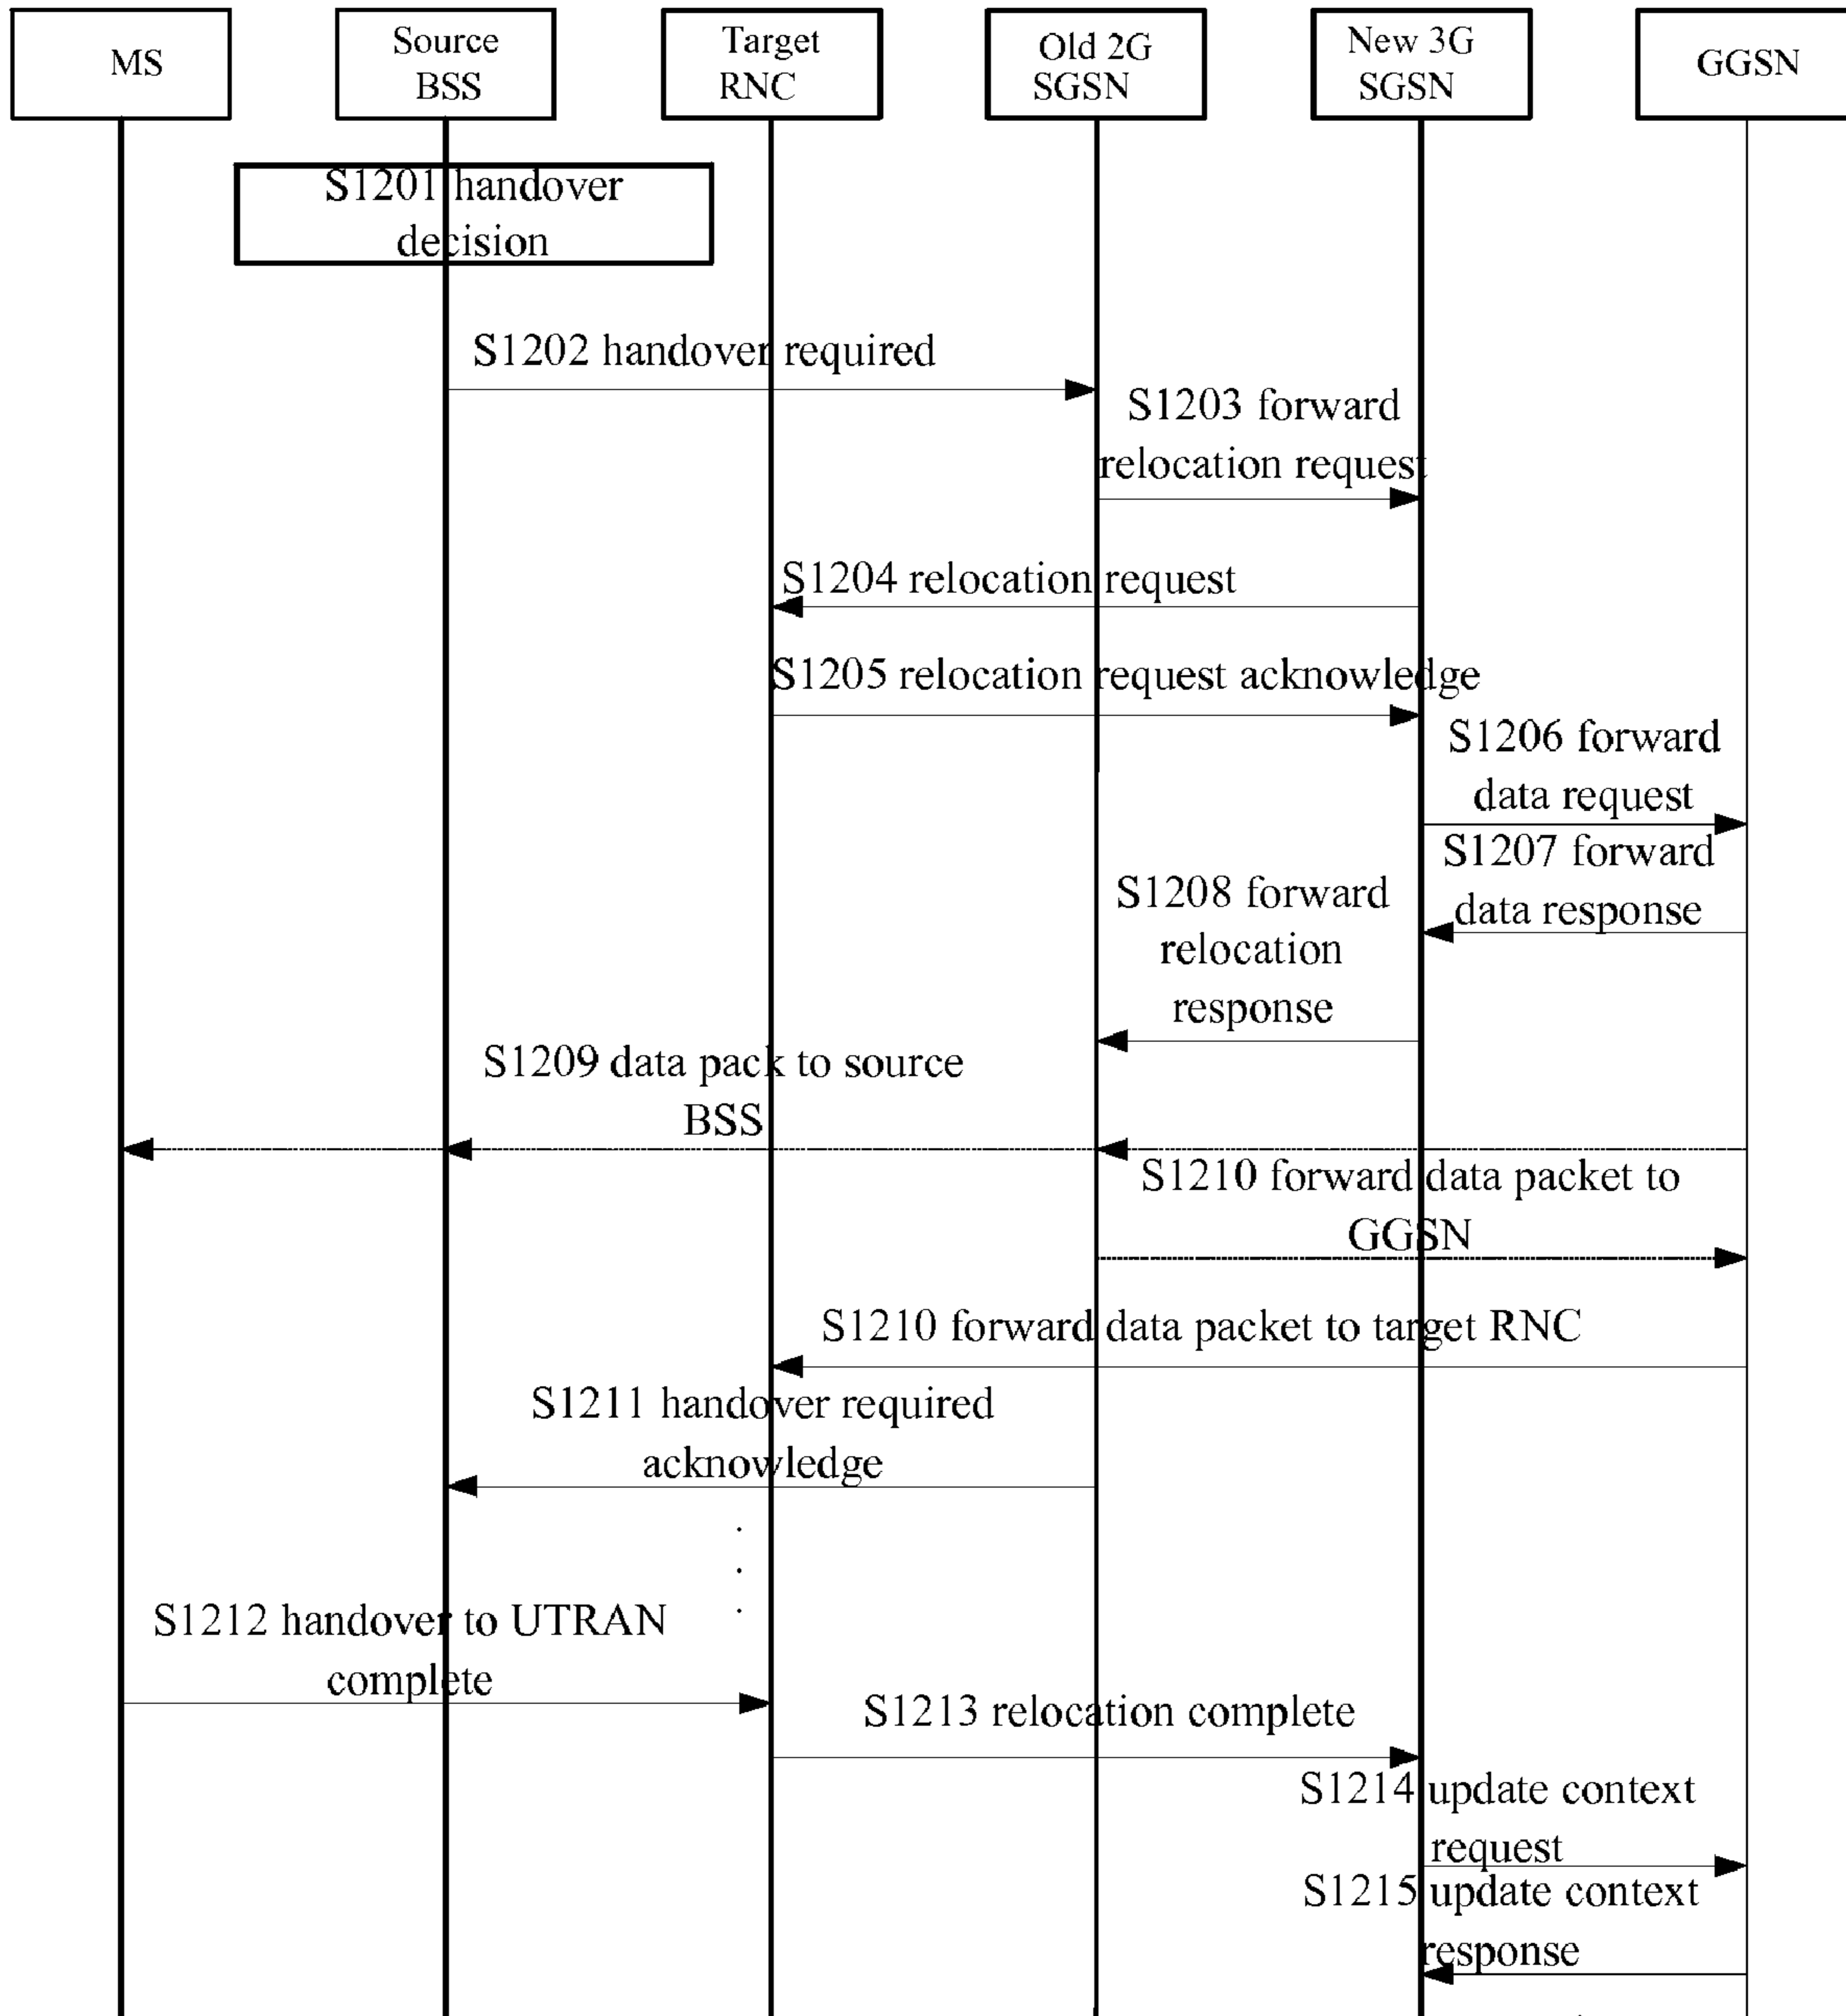 MS
Source
BSS
Target
RNC
Old 2G
SGSN
New 3G
SGSN
GGSN
S1201 handover
decision
S1202 handover required
S1203 forward
relocation request
S1204 relocation request
S1205 relocation request acknowledge
S1206 forward
data request
S1207 forward
data response
S1208 forward
relocation
response
S1209 data pack to source
BSS
S1210 forward data packet to
GGSN
S1210 forward data packet to target RNC
S1211 handover required
acknowledge
S1212 handover to UTRAN
complete
S1213 relocation complete
S1214 update context
request
S1215 update context
response